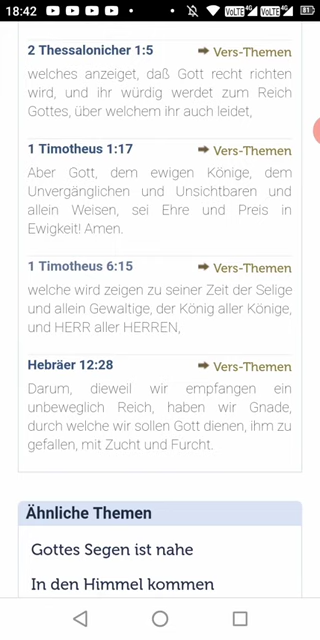 18:42
VoLTE 4G VoLTE 4G 81
2 Thessalonicher 1:5
Vers-Themen
welches anzeiget, daß Gott recht richten
wird, und ihr würdig werdet zum Reich
Gottes, über welchem ihr auch leidet,
1 Timotheus 1:17
Vers-Themen
Aber Gott, dem ewigen Könige, dem
Unvergänglichen und Unsichtbaren und
allein Weisen, sei Ehre und Preis in
Ewigkeit! Amen.
1 Timotheus 6:15
Vers-Themen
welche wird zeigen zu seiner Zeit der Selige
und allein Gewaltige, der König aller Könige,
und HERR aller HERREN,
Hebräer 12:28
Vers-Themen
Darum, dieweil wir empfangen ein
unbeweglich Reich, haben wir Gnade,
durch welche wir sollen Gott dienen, ihm zu
gefallen, mit Zucht und Furcht.
Ähnliche Themen
Gottes Segen ist nahe
In den Himmel kommen